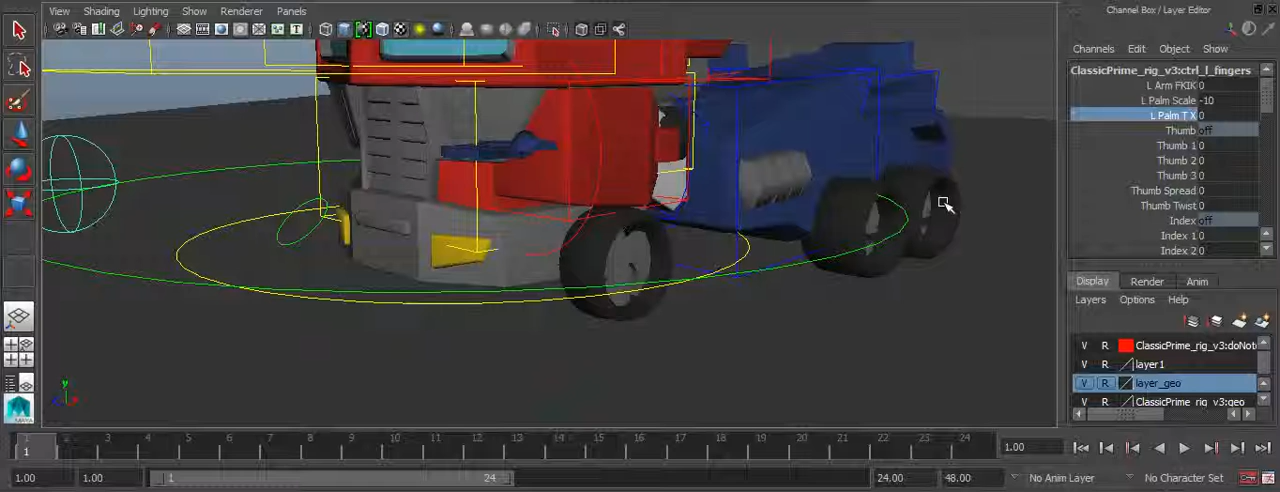 View Shading Lighting Show Renderer Panels
Channel Box / Layer Editor
Channels Edit Object Show
ClassicPrime_rig_v3:ctrl_l_fingers
L Arm FKIK 0
L Palm Scale -10
L Palm T X 0
Thumb off
Thumb 1 0
Thumb 2 0
Thumb 3 0
Thumb Spread 0
Thumb Twist 0
Index off
Index 1 0
Index 2 0
Display Render Anim
Layers Options Help
V R ClassicPrime_rig_v3:doNot
V R layer1
V R layer_geo
V R ClassicPrime_rig_v3:geo
y
1 2 3 4 5 6 7 8 9 10 11 12 13 14 15 16 17 18 19 20 21 22 23 24
1
1.00
1.00 1.00 1 24 24.00 48.00 No Anim Layer No Character Set